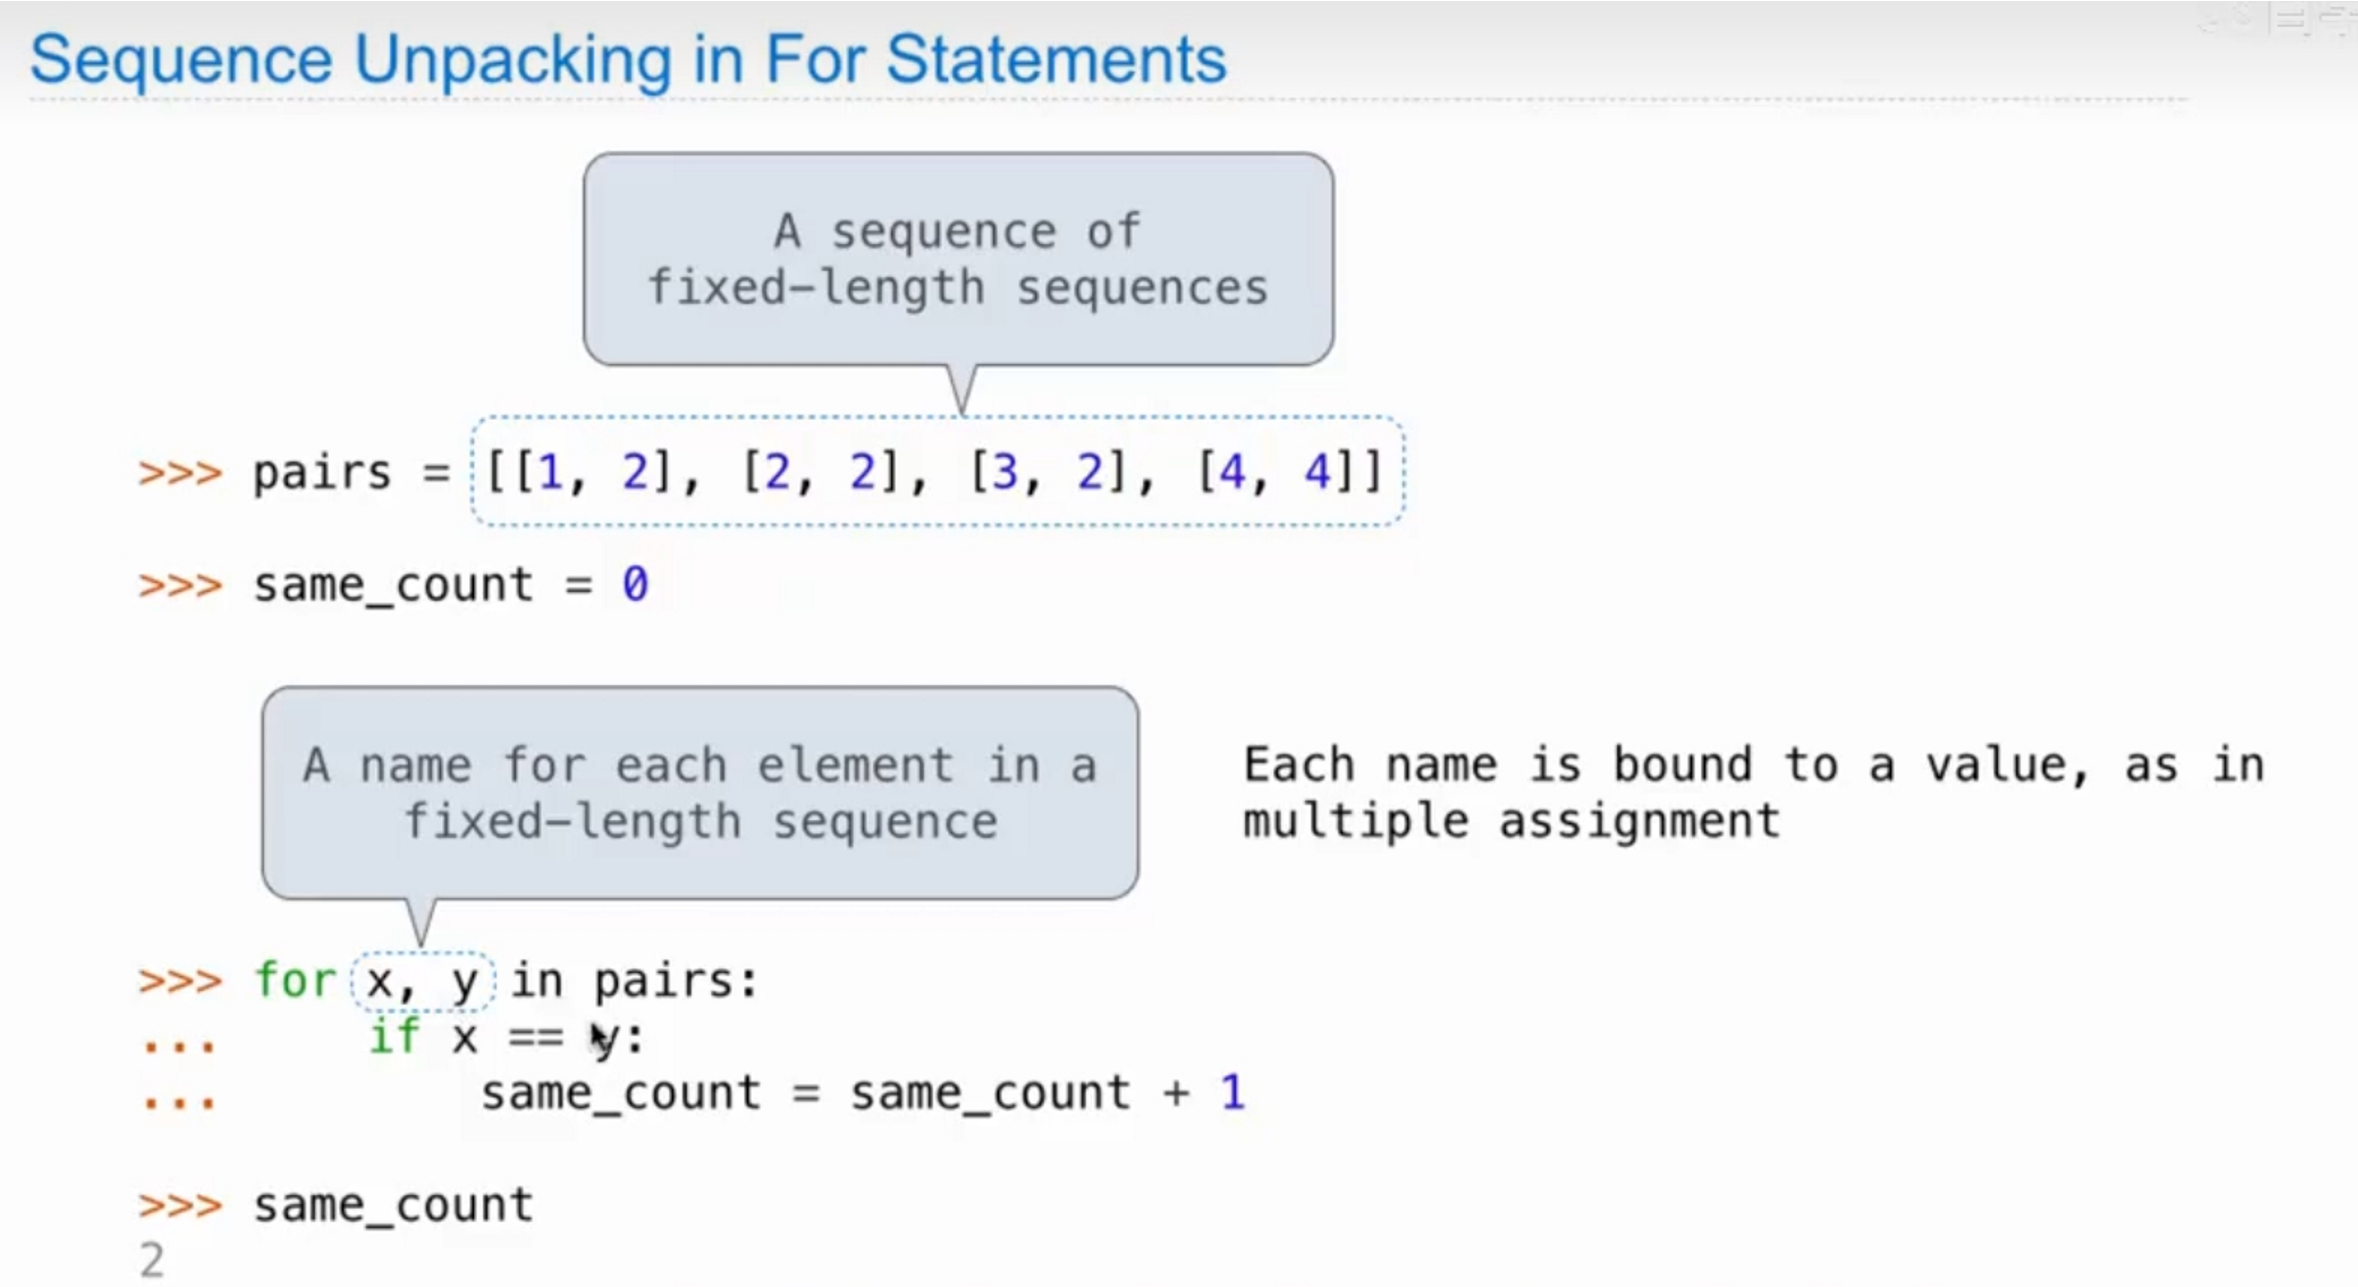 Sequence Unpacking in For Statements
A sequence of
fixed-length sequences
>>> pairs = [[1, 2], [2, 2], [3, 2], [4, 4]]
>>> same_count = 0
A name for each element in a
fixed-length sequence
Each name is bound to a value, as in
multiple assignment
>>> for x, y in pairs:
...     if x == y:
...         same_count = same_count + 1
>>> same_count
2